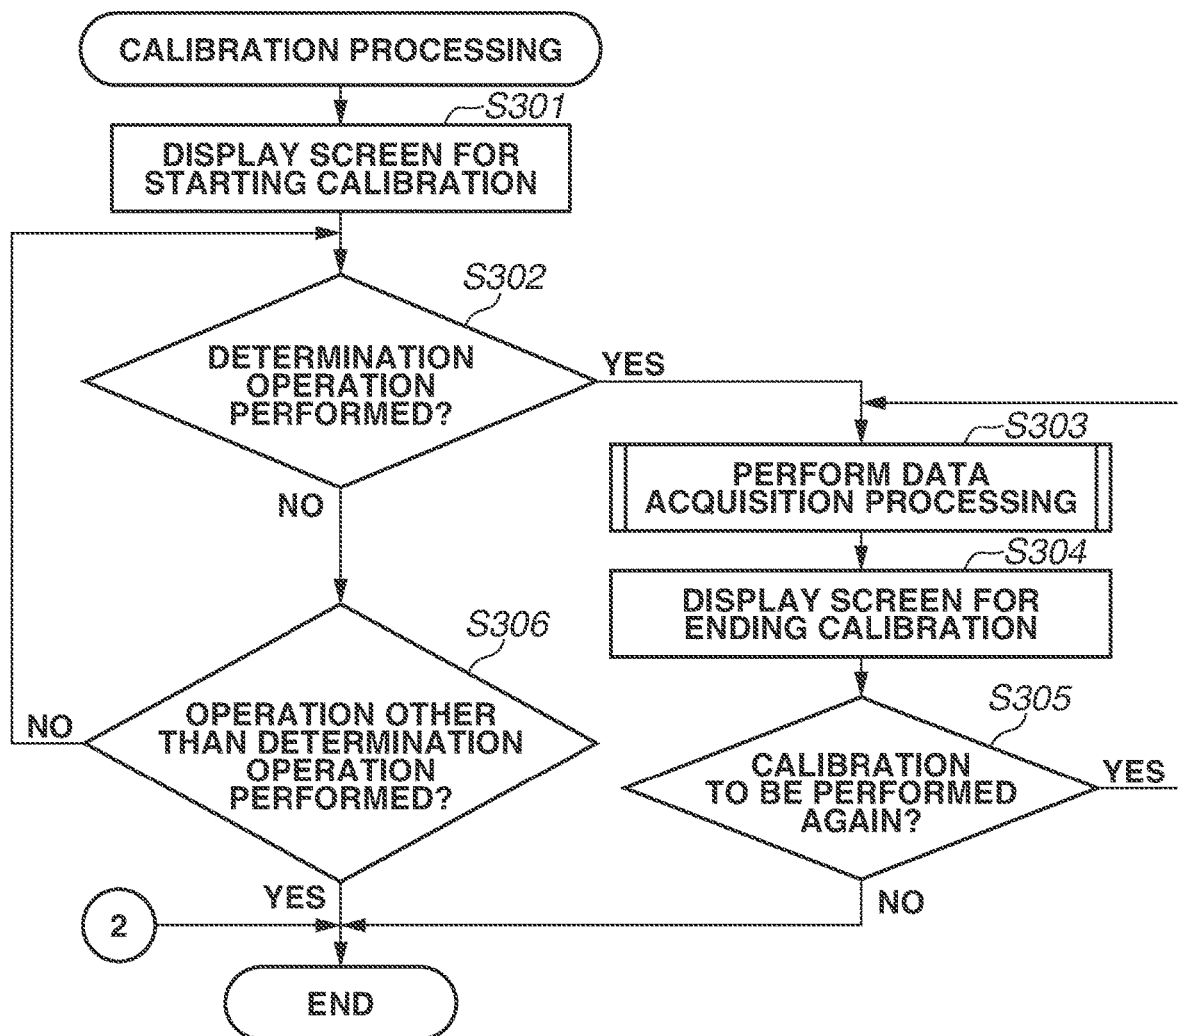 CALIBRATION PROCESSING
S301
DISPLAY SCREEN FOR
STARTING CALIBRATION
S302
DETERMINATION
OPERATION
PERFORMED?
YES
NO
S303
PERFORM DATA
ACQUISITION PROCESSING
S304
DISPLAY SCREEN FOR
ENDING CALIBRATION
S305
CALIBRATION
TO BE PERFORMED
AGAIN?
YES
NO
S306
OPERATION OTHER
THAN DETERMINATION
OPERATION
PERFORMED?
NO
YES
2
END